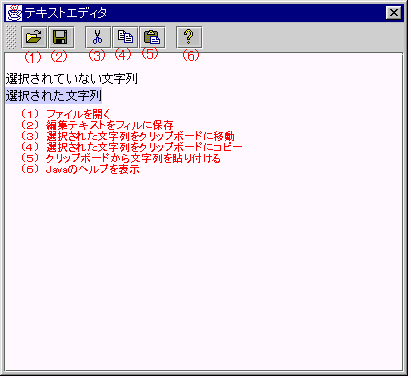 テキストエディタ
(1) (2) (3) (4) (5) (6)
選択されていない文字列
選択された文字列
(1) ファイルを開く
(2) 編集テキストをフィルに保存
(3) 選択された文字列をクリップボードに移動
(4) 選択された文字列をクリップボードにコピー
(5) クリップボードから文字列を貼り付ける
(6) Javaのヘルプを表示